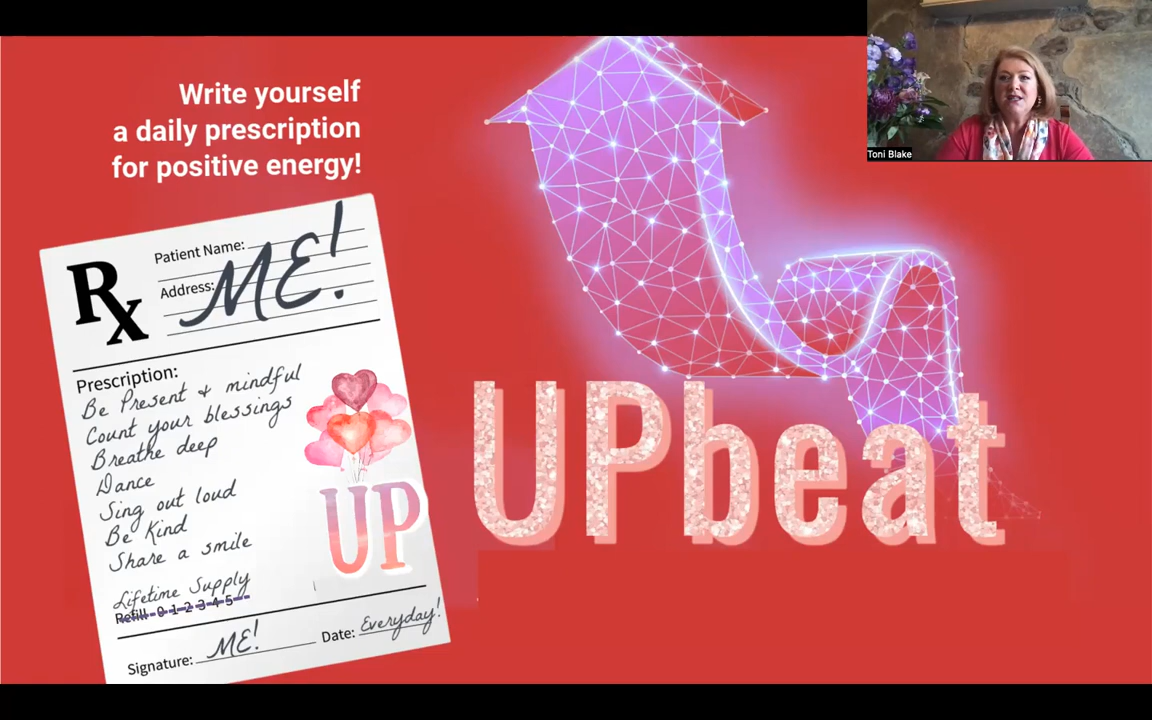 Write yourself
a daily prescription
for positive energy!
Toni Blake
Rx
Patient Name:
Address:
ME!
Prescription:
Be Present & mindful
Count your blessings
Breathe deep
Dance
Sing out loud
Be Kind
Share a smile
Lifetime Supply
Refill-0-1-2-3-4-5
UP
Signature: ME! Date: Everyday!
UPbeat